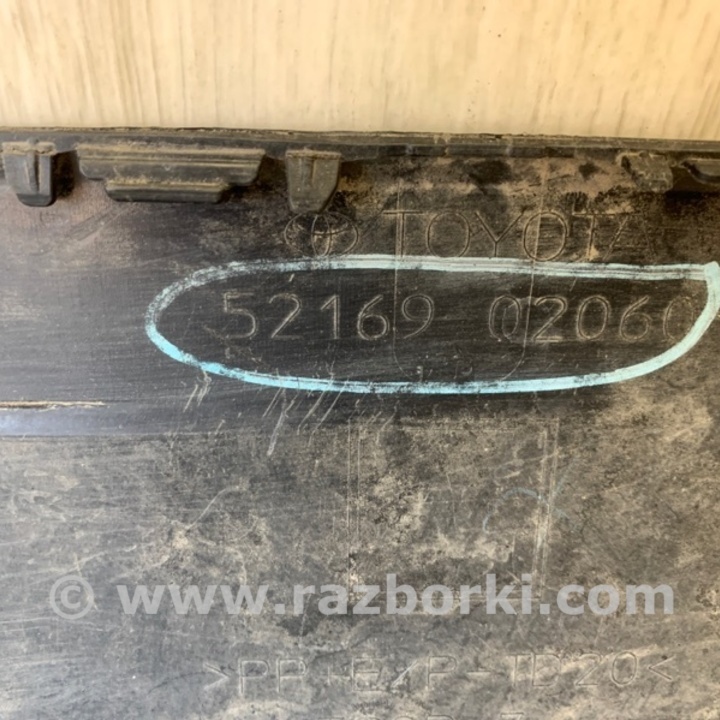 TOYOTA
52169-02060
© www.razborki.com
>PP+E/P-TD20<